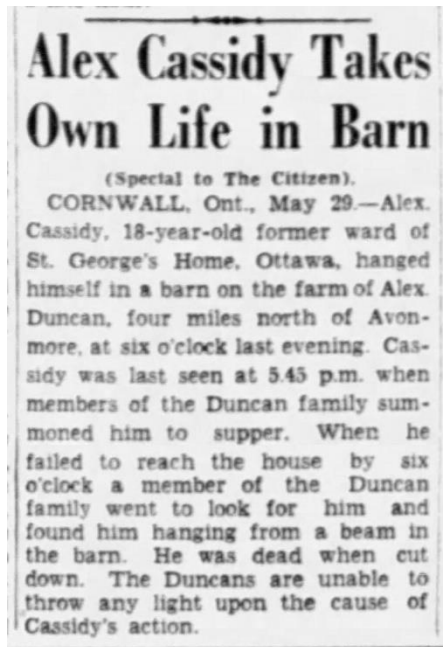 Alex Cassidy Takes
Own Life in Barn
(Special to The Citizen).
CORNWALL, Ont., May 29.—Alex.
Cassidy, 18-year-old former ward of
St. George's Home, Ottawa, hanged
himself in a barn on the farm of Alex.
Duncan, four miles north of Avon-
more, at six o'clock last evening. Cas-
sidy was last seen at 5.45 p.m. when
members of the Duncan family sum-
moned him to supper. When he
failed to reach the house by six
o'clock a member of the Duncan
family went to look for him and
found him hanging from a beam in
the barn. He was dead when cut
down. The Duncans are unable to
throw any light upon the cause of
Cassidy's action.